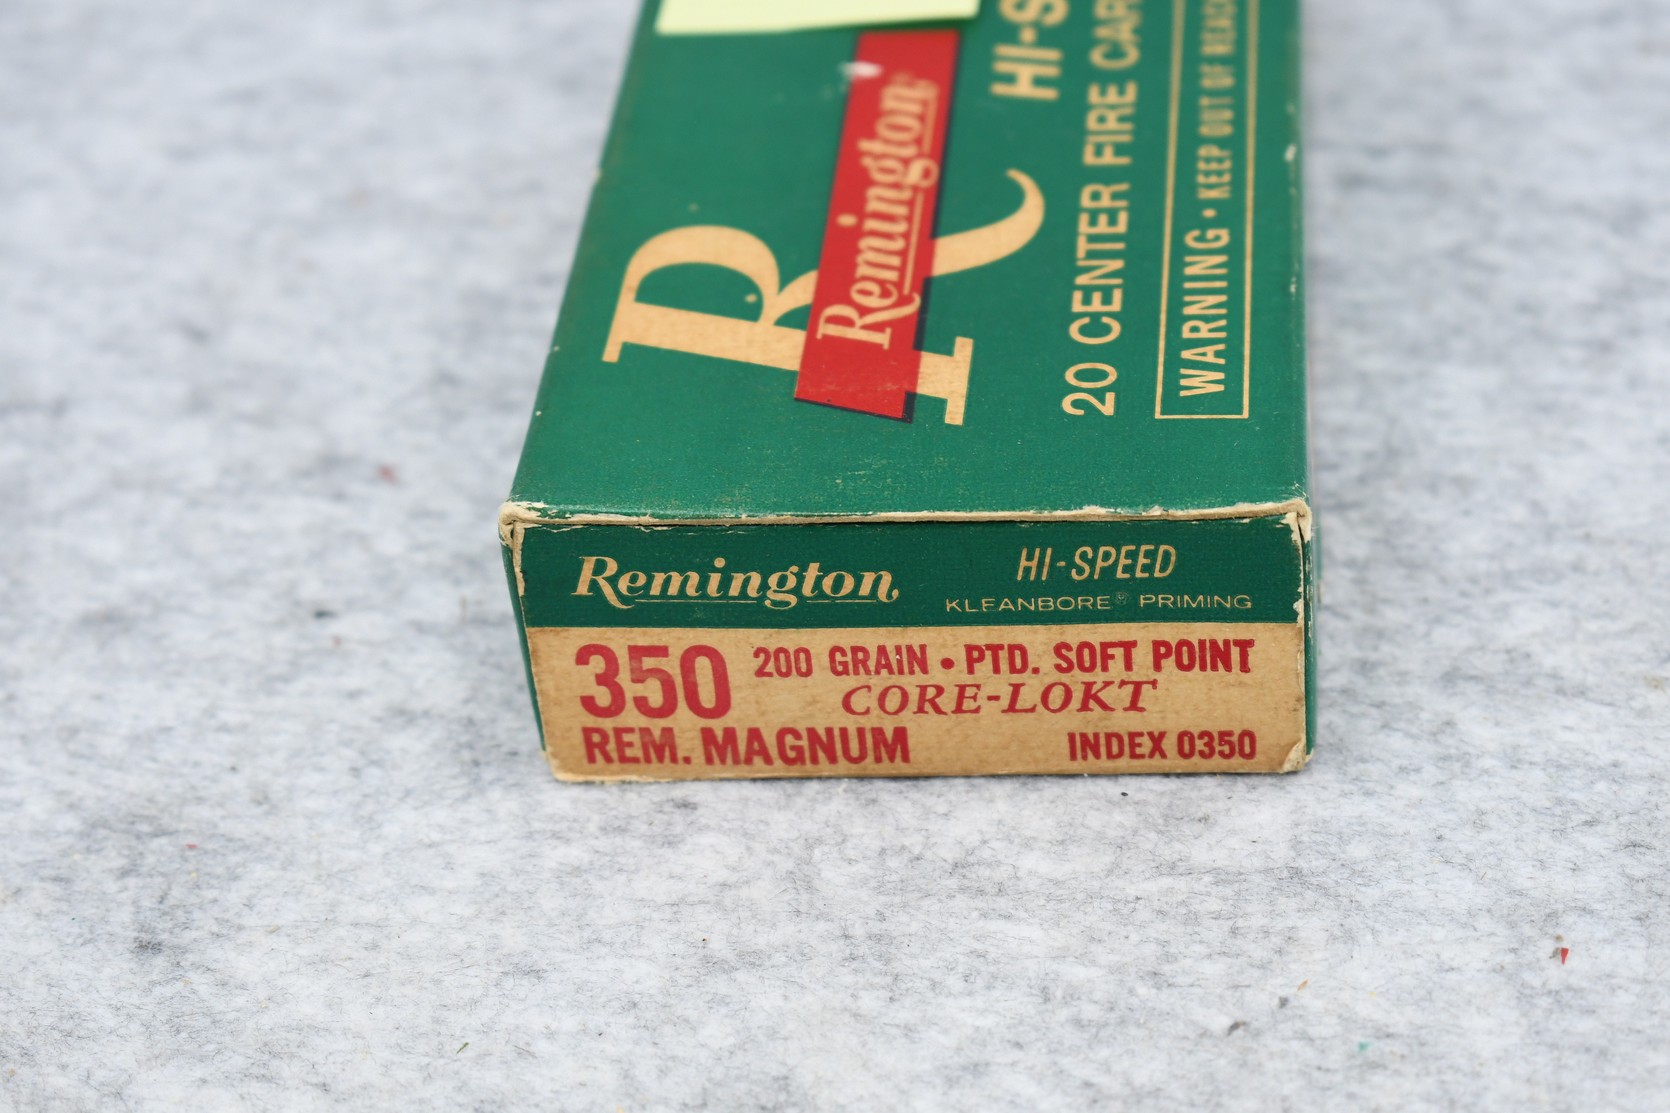 R
Remington
HI-S
20 CENTER FIRE CAR
WARNING • KEEP OUT OF REACH
Remington
HI-SPEED
KLEANBORE® PRIMING
350 200 GRAIN • PTD. SOFT POINT
CORE-LOKT
REM. MAGNUM
INDEX 0350